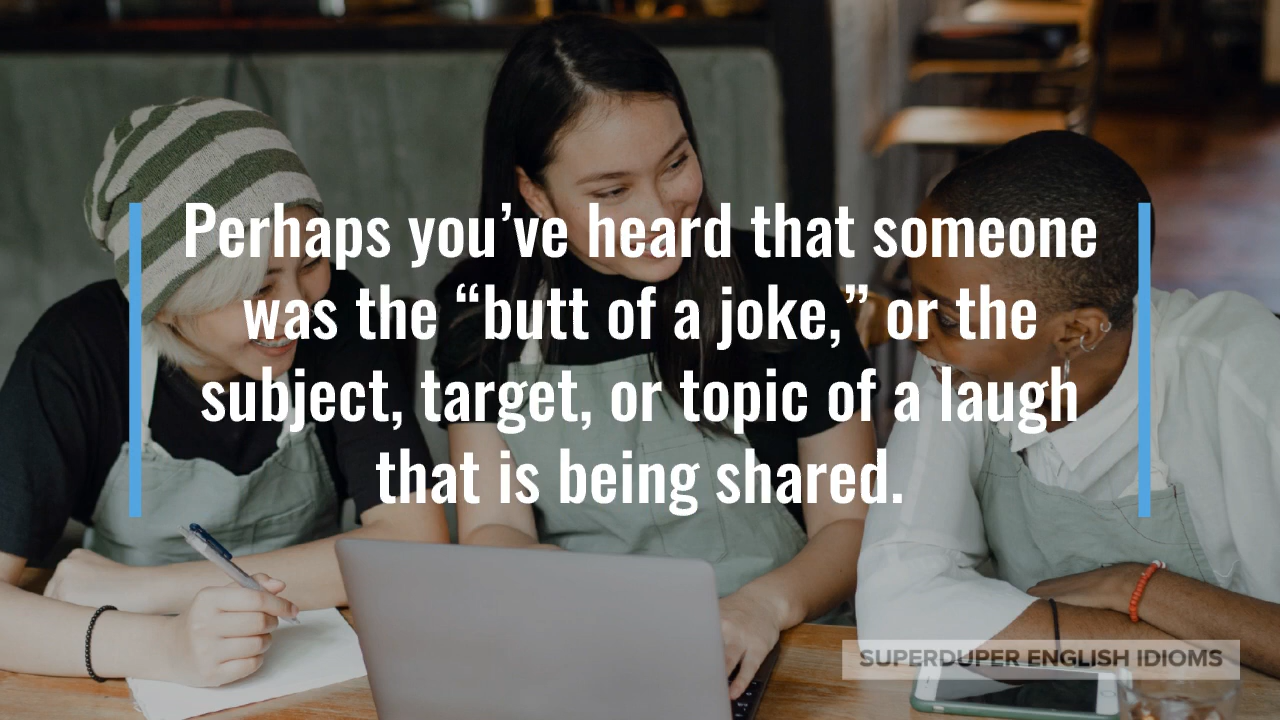 Perhaps you’ve heard that someone
was the “butt of a joke,” or the
subject, target, or topic of a laugh
that is being shared.
SUPERDUPER ENGLISH IDIOMS